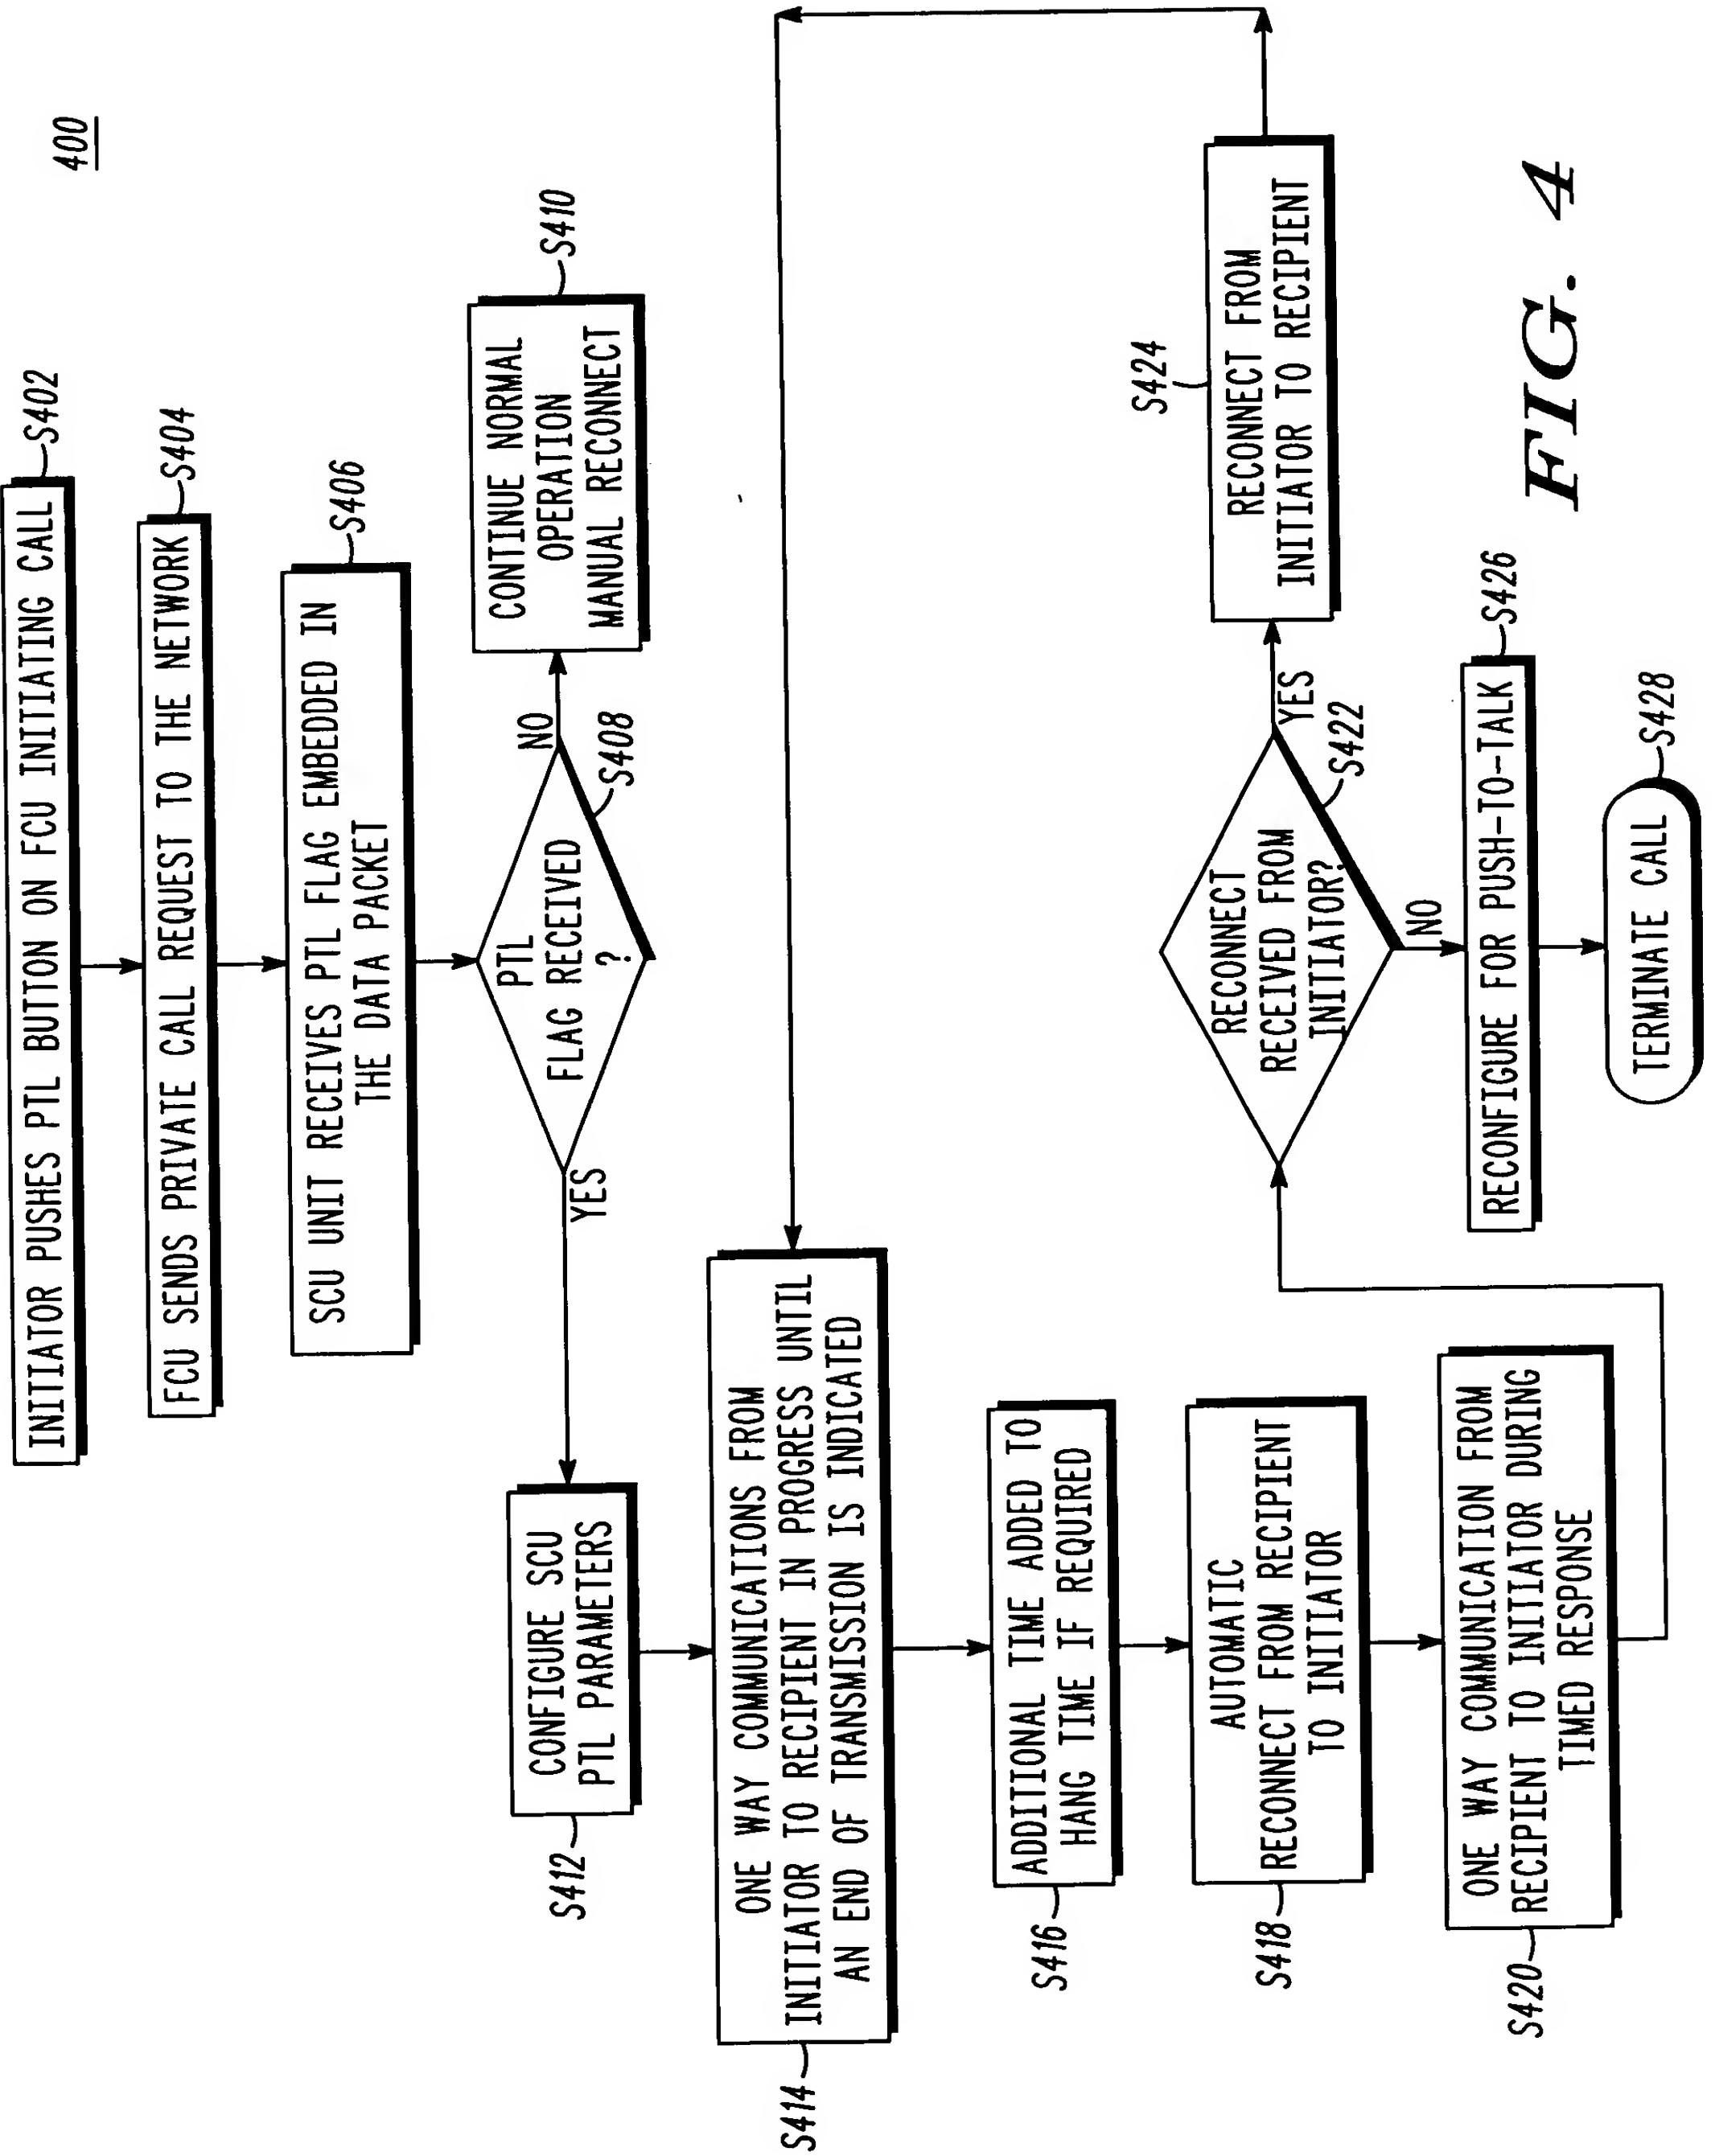 400
INITIATOR PUSHES PTL BUTTON ON FCU INITIATING CALL
S402
FCU SENDS PRIVATE CALL REQUEST TO THE NETWORK
S404
SCU UNIT RECEIVES PTL FLAG EMBEDDED IN
THE DATA PACKET
S406
PTL
FLAG RECEIVED
?
S408
NO
CONTINUE NORMAL
OPERATION
MANUAL RECONNECT
S410
YES
CONFIGURE SCU
PTL PARAMETERS
S412
ONE WAY COMMUNICATIONS FROM
INITIATOR TO RECIPIENT IN PROGRESS UNTIL
AN END OF TRANSMISSION IS INDICATED
S414
ADDITIONAL TIME ADDED TO
HANG TIME IF REQUIRED
S416
AUTOMATIC
RECONNECT FROM RECIPIENT
TO INITIATOR
S418
ONE WAY COMMUNICATION FROM
RECIPIENT TO INITIATOR DURING
TIMED RESPONSE
S420
RECONNECT
RECEIVED FROM
INITIATOR?
S422
YES
RECONNECT FROM
INITIATOR TO RECIPIENT
S424
NO
RECONFIGURE FOR PUSH-TO-TALK
S426
TERMINATE CALL
S428
FIG. 4